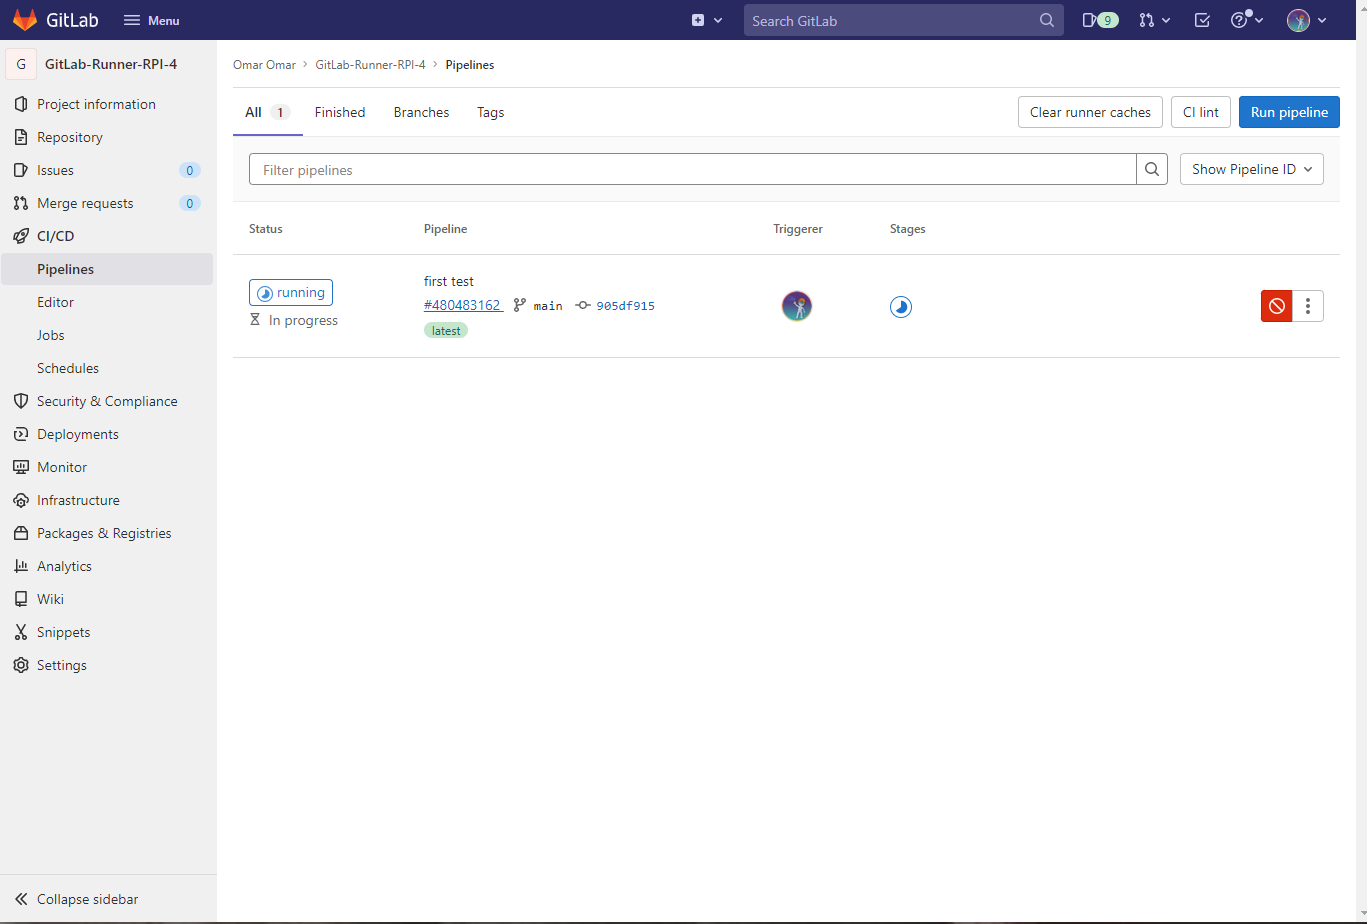 GitLab Menu Search GitLab 9
G GitLab-Runner-RPI-4
Project information
Repository
Issues 0
Merge requests 0
CI/CD
Pipelines
Editor
Jobs
Schedules
Security & Compliance
Deployments
Monitor
Infrastructure
Packages & Registries
Analytics
Wiki
Snippets
Settings
Collapse sidebar
Omar Omar › GitLab-Runner-RPI-4 › Pipelines
All 1 Finished Branches Tags Clear runner caches CI lint Run pipeline
Filter pipelines Show Pipeline ID
Status Pipeline Triggerer Stages
first test
running #480483162 main 905df915
In progress latest